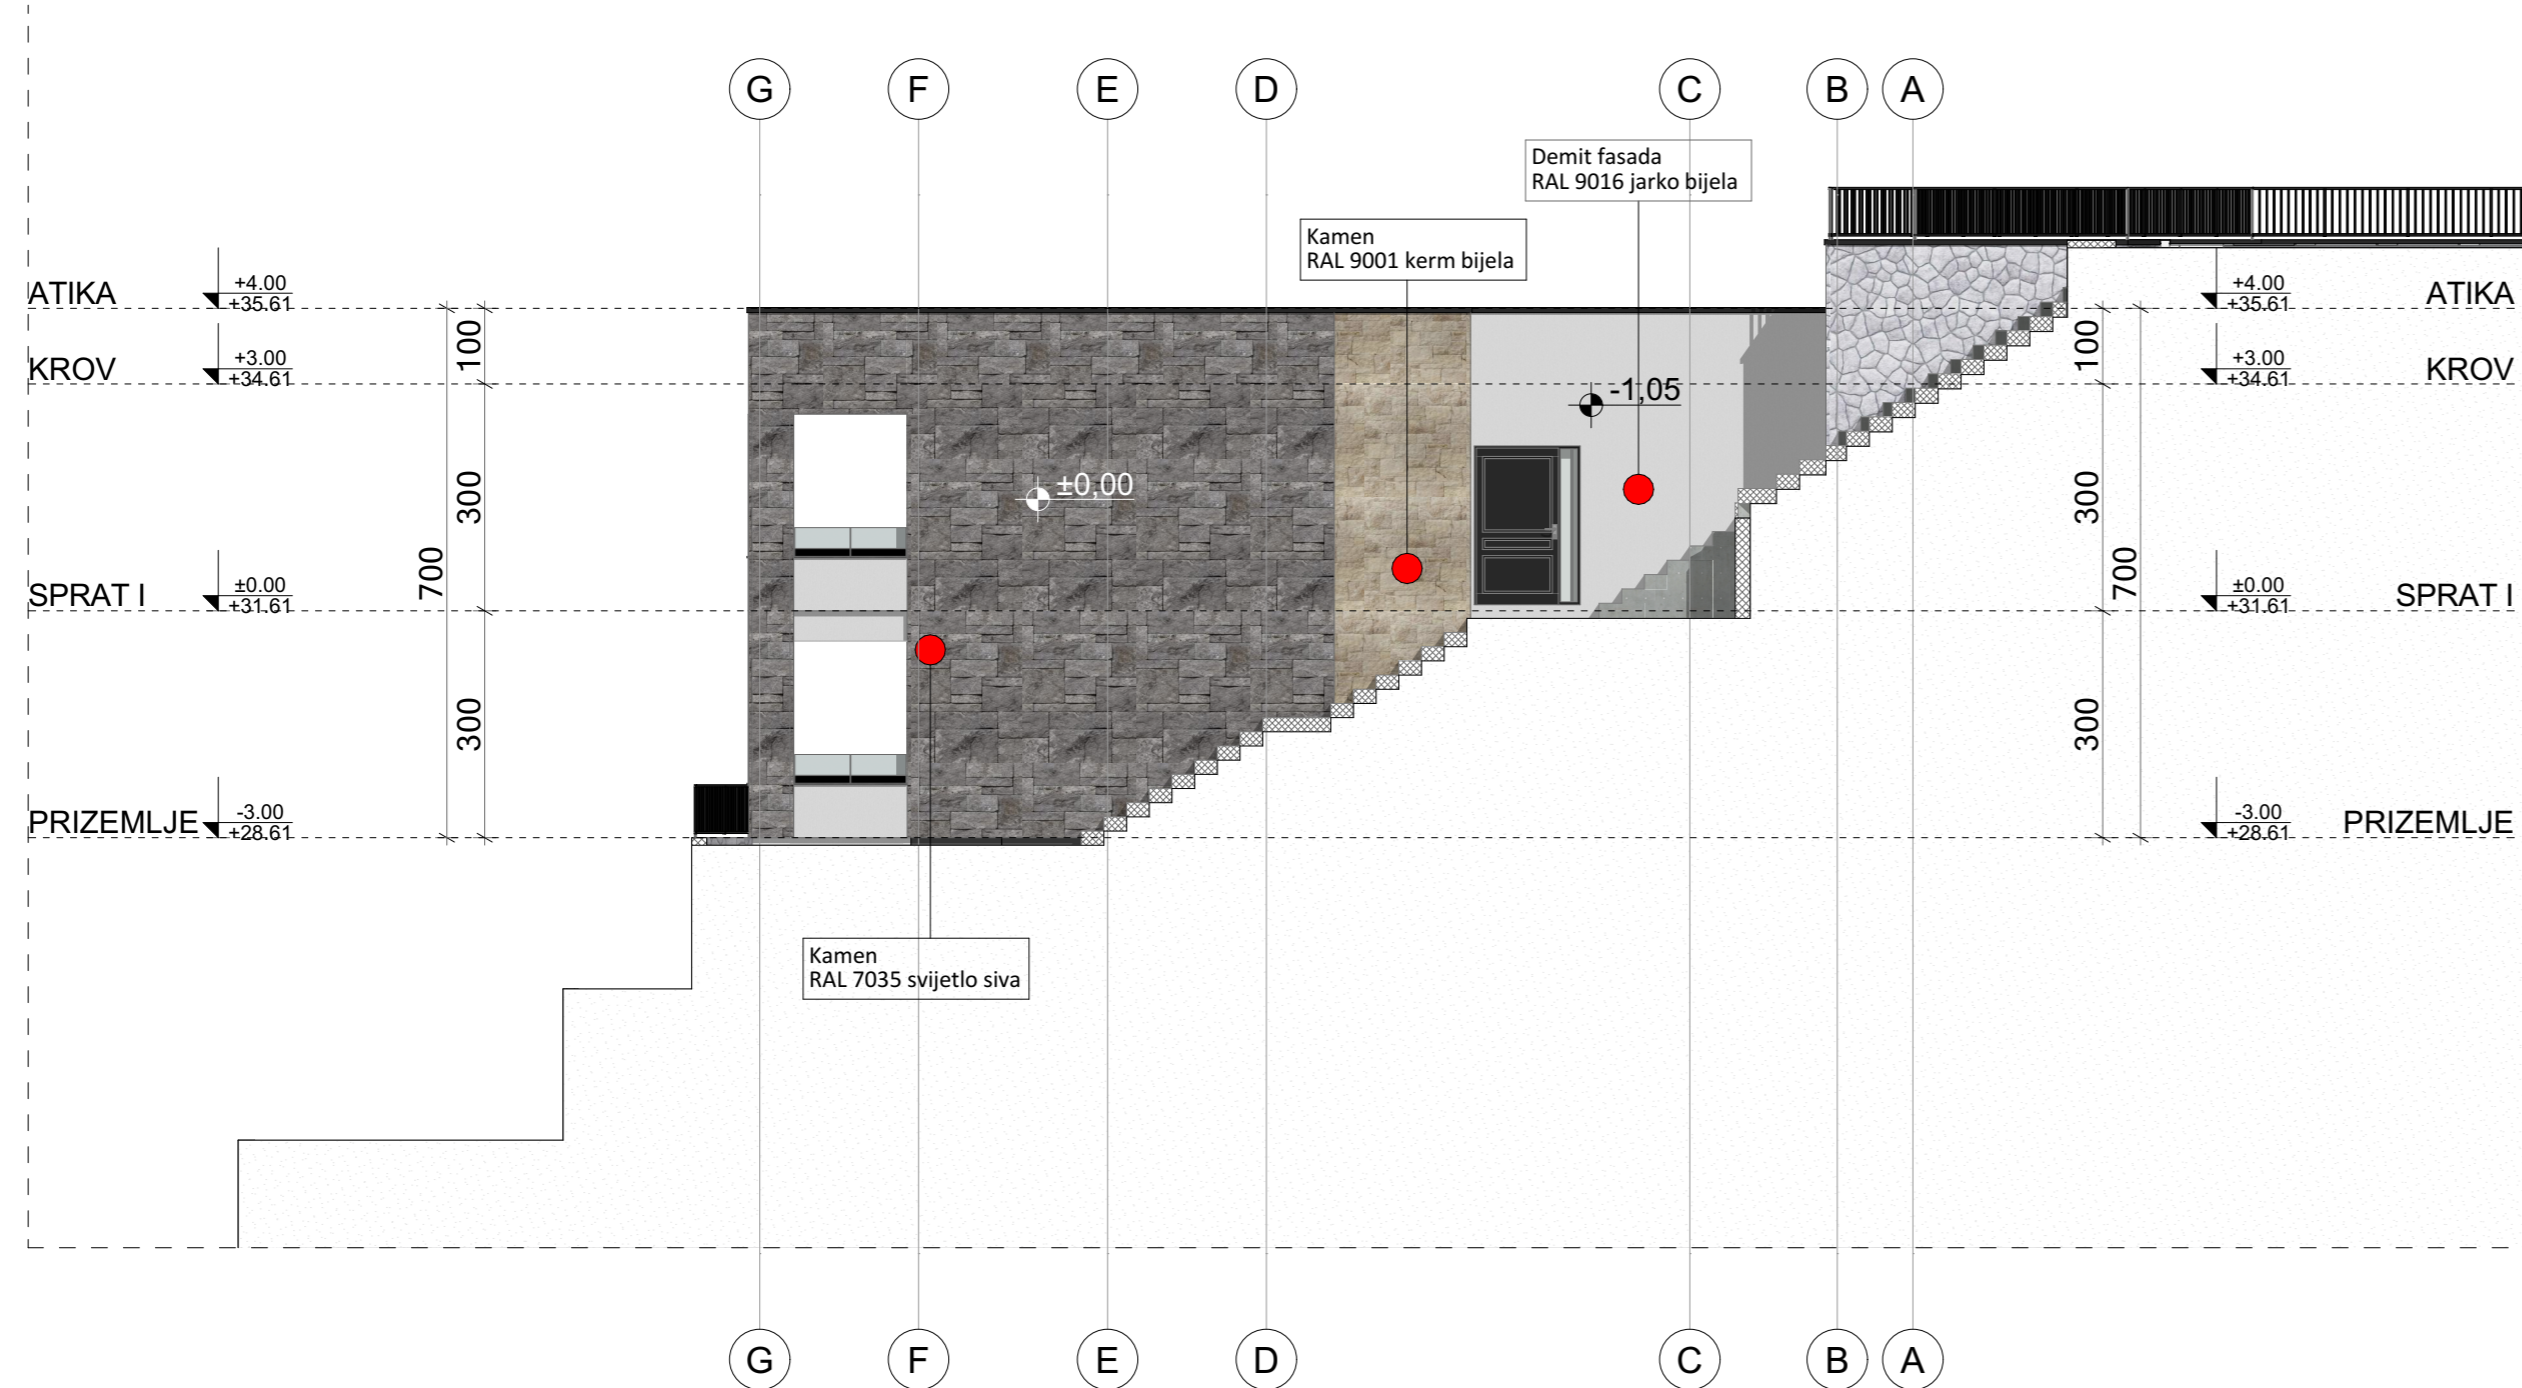 G F E D C B A
Demit fasada
RAL 9016 jarko bijela
Kamen
RAL 9001 kerm bijela
ATIKA +4.00 +4.00 ATIKA
+35.61 +35.61
100 100
KROV +3.00 +3.00 KROV
+34.61 +34.61
-1,05
±0,00
300 300
700 700
SPRAT I ±0.00 ±0.00 SPRAT I
+31.61 +31.61
300 300
PRIZEMLJE -3.00 -3.00 PRIZEMLJE
+28.61 +28.61
Kamen
RAL 7035 svijetlo siva
G F E D C B A